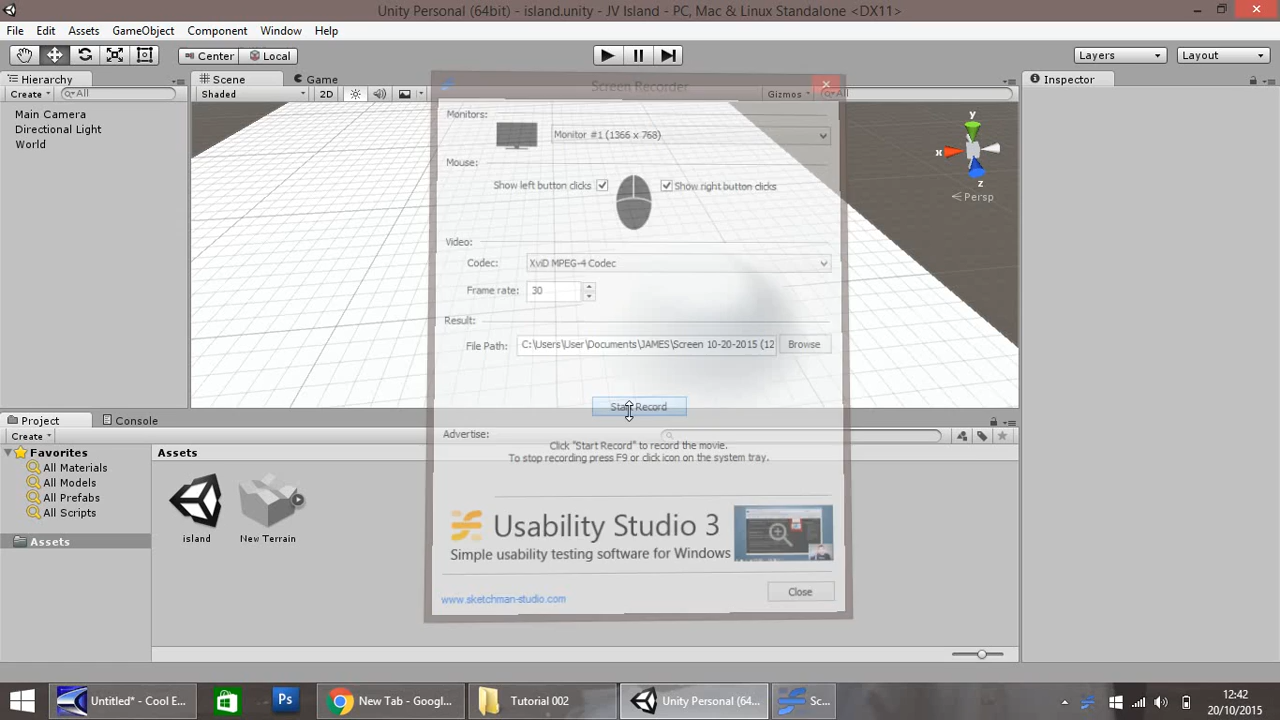 Unity Personal (64bit) - island.unity - JV Island - PC, Mac & Linux Standalone <DX11>
File Edit Assets GameObject Component Window Help
Center Local Layers Layout
Hierarchy Scene Game Inspector
Create All Shaded 2D Gizmos All
Main Camera
Directional Light
World
y
x
z
Persp
Screen Recorder
Monitors:
Monitor #1 (1366 x 768)
Mouse:
Show left button clicks Show right button clicks
Video:
Codec: XviD MPEG-4 Codec
Frame rate: 30
Result:
File Path: C:\Users\User\Documents\JAMES\Screen 10-20-2015 (12 Browse
Start Record
Advertise:
Click "Start Record" to record the movie.
To stop recording press F9 or click icon on the system tray.
Usability Studio 3
Simple usability testing software for Windows
Close
www.sketchman-studio.com
Project Console
Create
Favorites Assets
All Materials
All Models
All Prefabs
All Scripts
Assets
island New Terrain
Untitled* - Cool E...
Ps
New Tab - Googl...
Tutorial 002
Unity Personal (64...
Sc...
12:42
20/10/2015